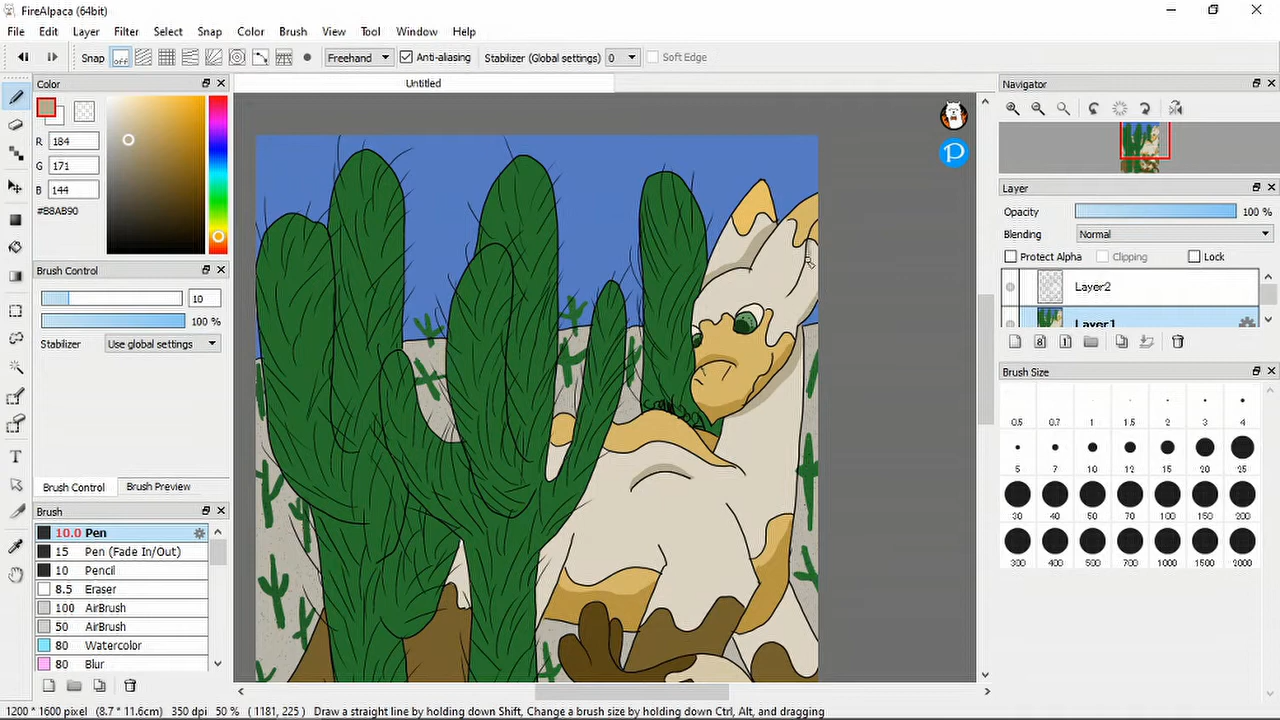 FireAlpaca (64bit)
File Edit Layer Filter Select Snap Color Brush View Tool Window Help
Snap off Freehand Anti-aliasing Stabilizer (Global settings) 0 Soft Edge
Color
Untitled
Navigator
R 184
G 171
B 144
#B8AB90
P
Layer
Opacity 100 %
Blending Normal
Protect Alpha Clipping Lock
Layer2
Layer1
Brush Control
10
100 %
Stabilizer Use global settings
Brush Control Brush Preview
Brush Size
0.5 0.7 1 1.5 2 3 4
5 7 10 12 15 20 25
30 40 50 70 100 150 200
300 400 500 700 1000 1500 2000
Brush
10.0 Pen
15 Pen (Fade In/Out)
10 Pencil
8.5 Eraser
100 AirBrush
50 AirBrush
80 Watercolor
80 Blur
1200 * 1600 pixel (8.7 * 11.6cm) 350 dpi 50 % ( 1181, 225 ) Draw a straight line by holding down Shift, Change a brush size by holding down Ctrl, Alt, and dragging